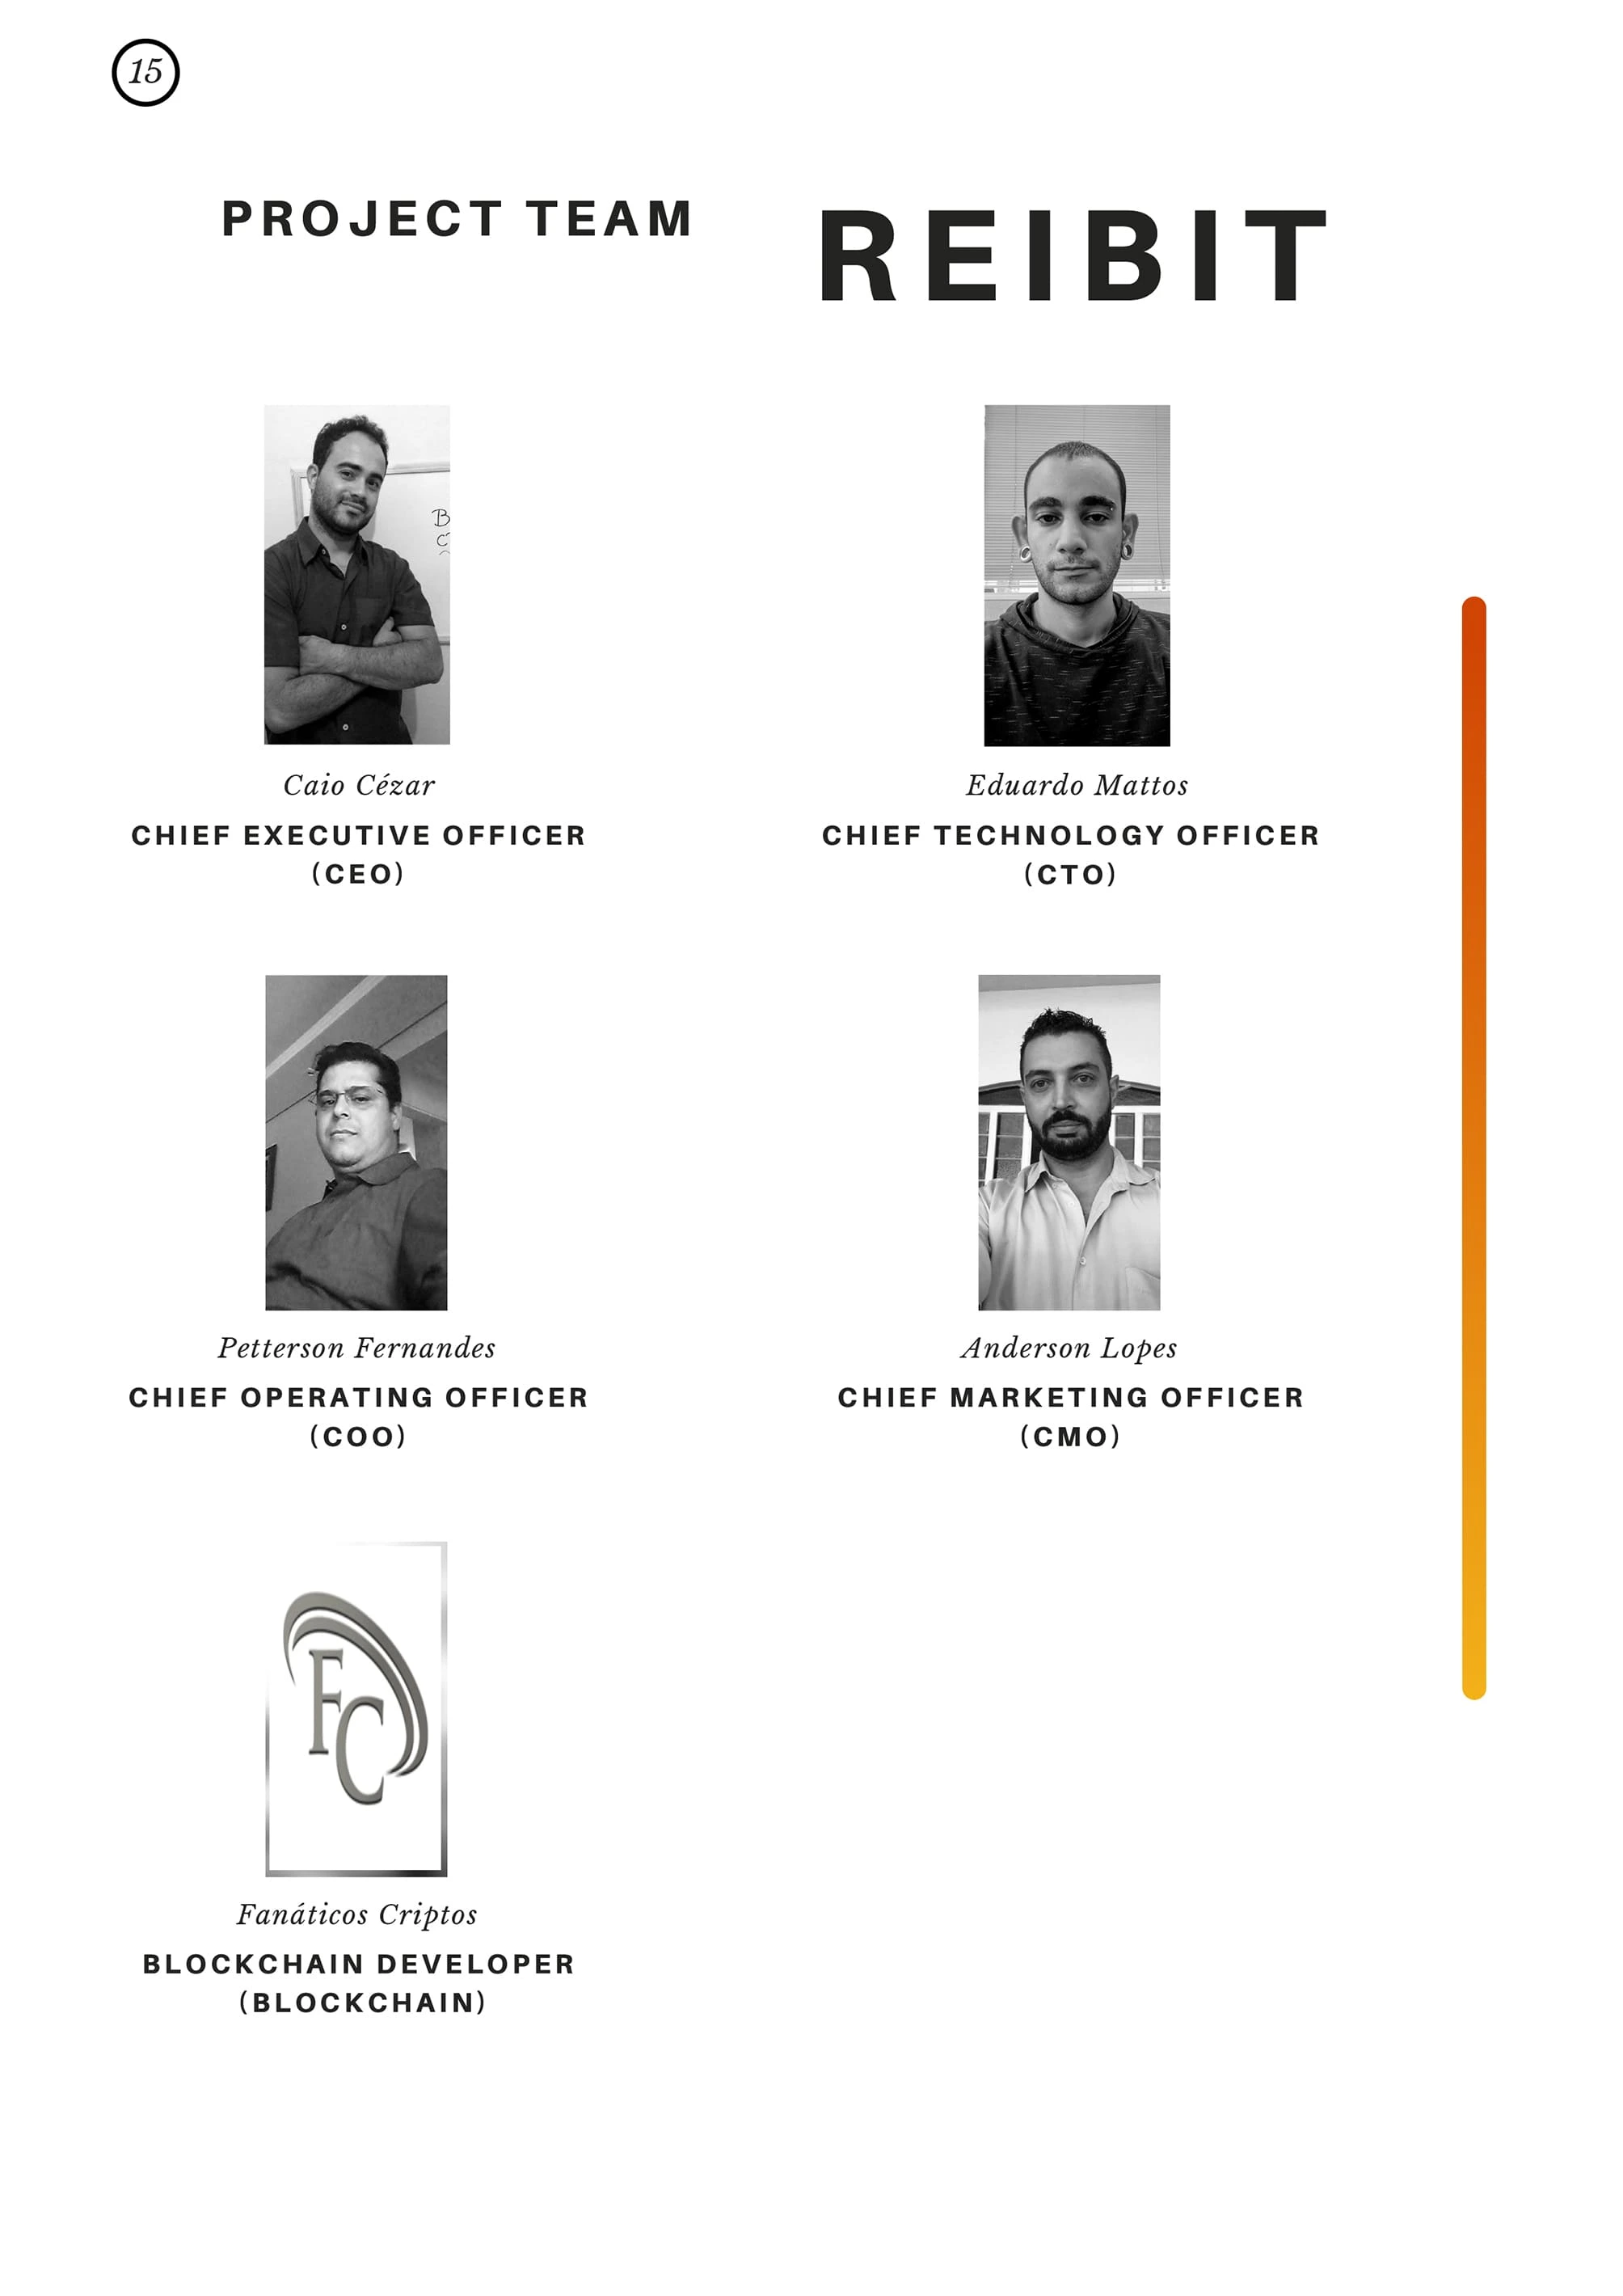 15
PROJECT TEAM
REIBIT
B
C
Caio Cézar
CHIEF EXECUTIVE OFFICER
(CEO)
Eduardo Mattos
CHIEF TECHNOLOGY OFFICER
(CTO)
Petterson Fernandes
CHIEF OPERATING OFFICER
(COO)
Anderson Lopes
CHIEF MARKETING OFFICER
(CMO)
FC
Fanáticos Criptos
BLOCKCHAIN DEVELOPER
(BLOCKCHAIN)